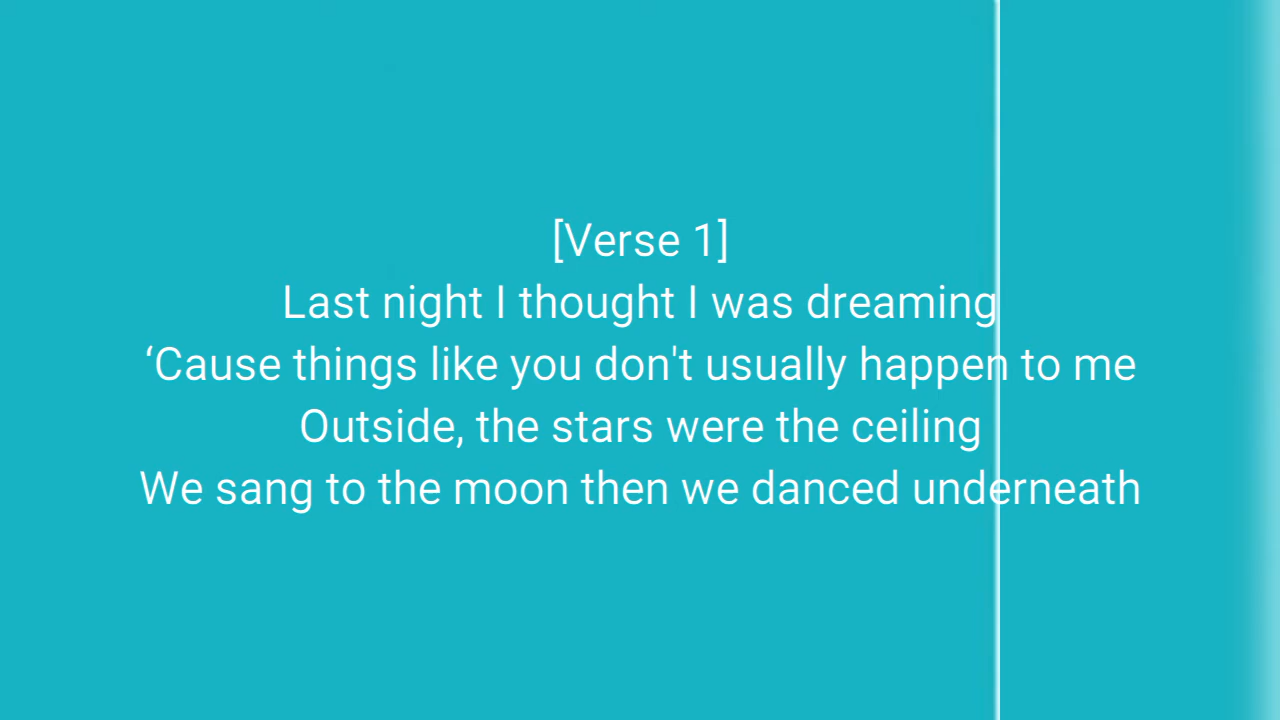 [Verse 1]
Last night I thought I was dreaming
‘Cause things like you don't usually happen to me
Outside, the stars were the ceiling
We sang to the moon then we danced underneath